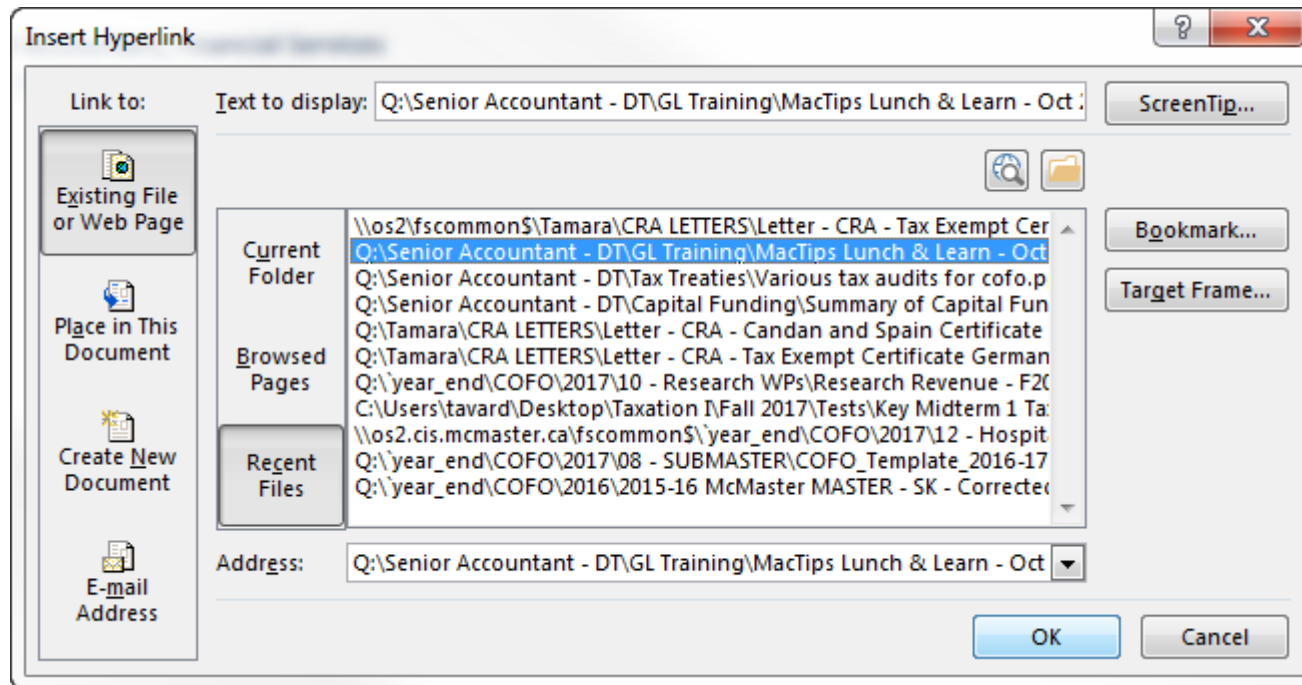 Insert Hyperlink
Link to:
Text to display: Q:\Senior Accountant - DT\GL Training\MacTips Lunch & Learn - Oct
ScreenTip...
Existing File
or Web Page
Place in This
Document
Create New
Document
E-mail
Address
Current
Folder
Browsed
Pages
Recent
Files
\\os2\fscommon$\Tamara\CRA LETTERS\Letter - CRA - Tax Exempt Cer
Q:\Senior Accountant - DT\GL Training\MacTips Lunch & Learn - Oct
Q:\Senior Accountant - DT\Tax Treaties\Various tax audits for cofo.p
Q:\Senior Accountant - DT\Capital Funding\Summary of Capital Fun
Q:\Tamara\CRA LETTERS\Letter - CRA - Candan and Spain Certificate
Q:\Tamara\CRA LETTERS\Letter - CRA - Tax Exempt Certificate German
Q:\`year_end\COFO\2017\10 - Research WPs\Research Revenue - F20
C:\Users\tavard\Desktop\Taxation I\Fall 2017\Tests\Key Midterm 1 Ta
\\os2.cis.mcmaster.ca\fscommon$\`year_end\COFO\2017\12 - Hospit
Q:\`year_end\COFO\2017\08 - SUBMASTER\COFO_Template_2016-17
Q:\`year_end\COFO\2016\2015-16 McMaster MASTER - SK - Corrected
Bookmark...
Target Frame...
Address: Q:\Senior Accountant - DT\GL Training\MacTips Lunch & Learn - Oct
OK
Cancel